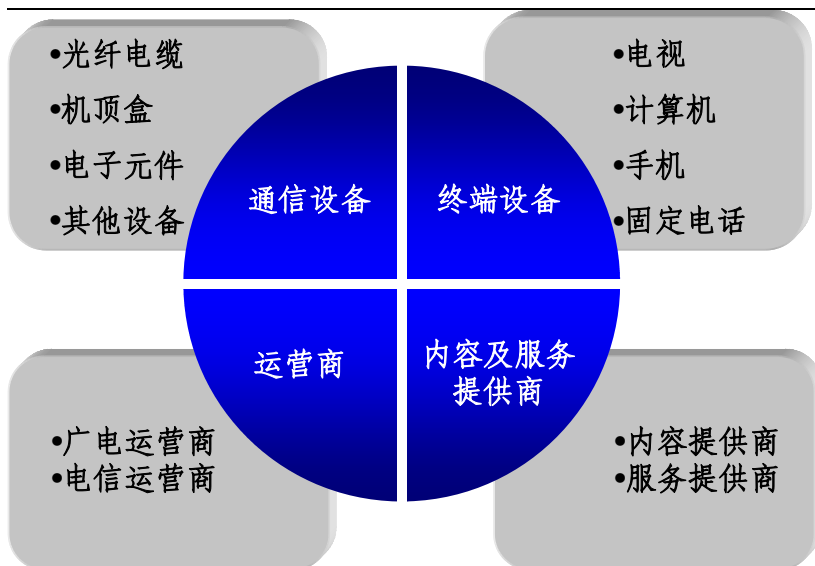 •光纤电缆
•机顶盒
•电子元件
•其他设备
通信设备
终端设备
•电视
•计算机
•手机
•固定电话
运营商
•广电运营商
•电信运营商
内容及服务
提供商
•内容提供商
•服务提供商